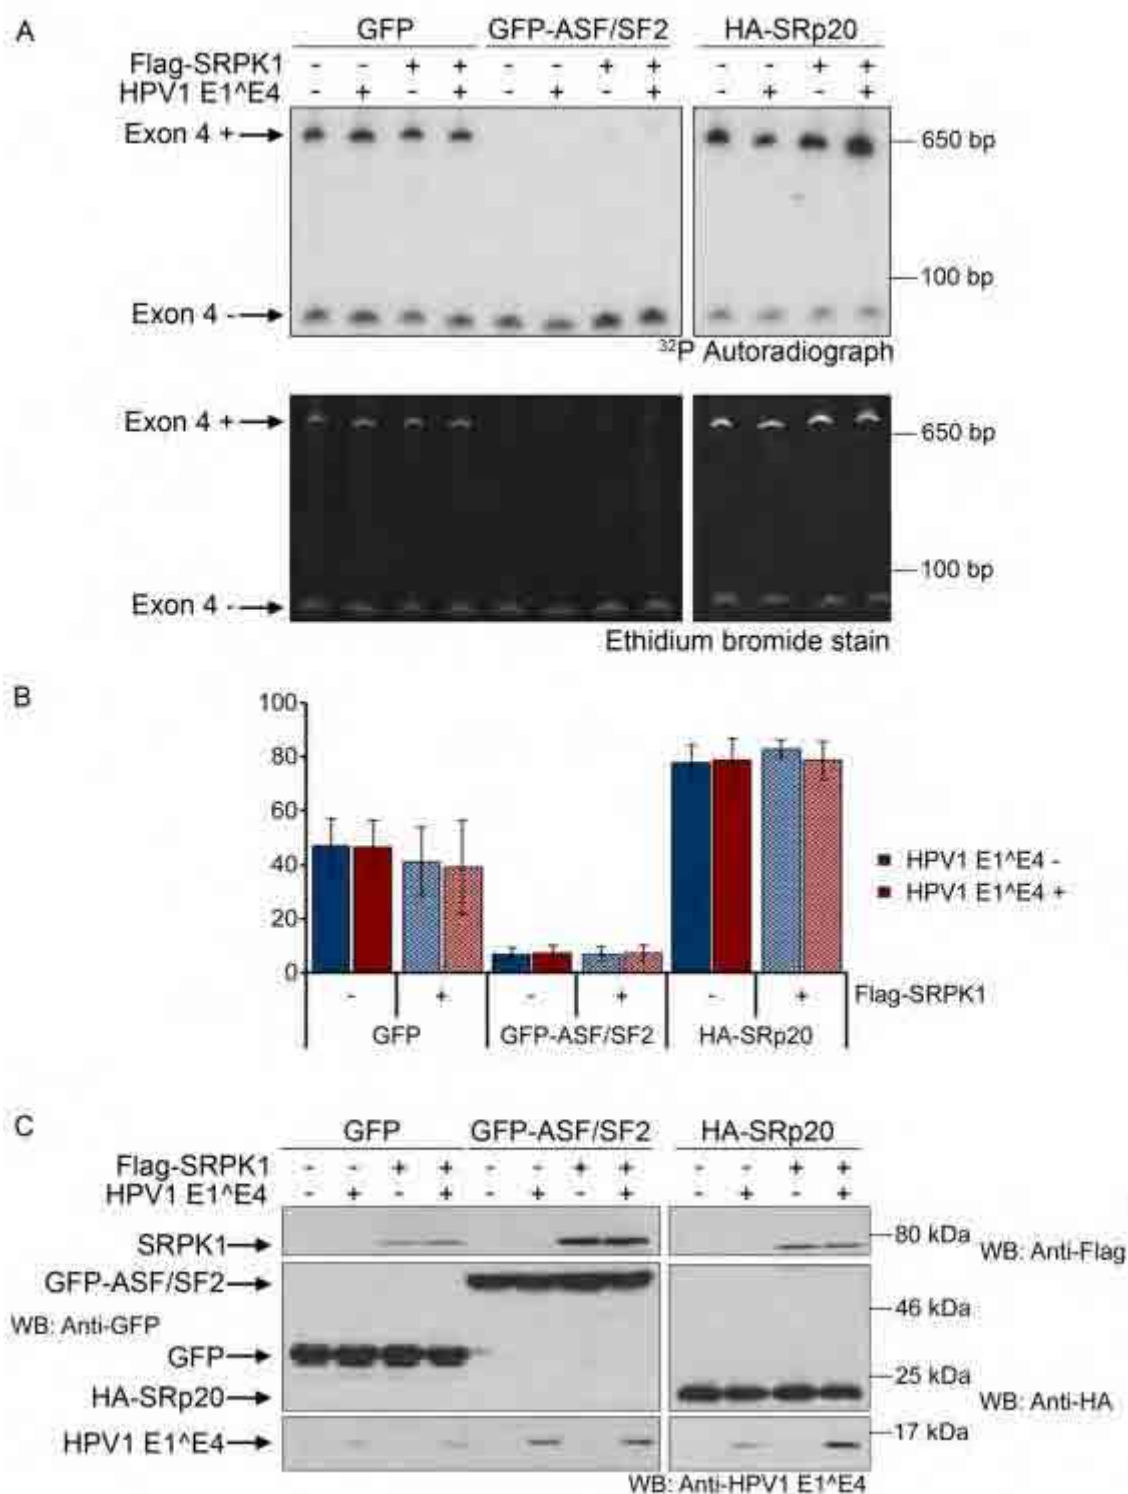 A
GFP GFP-ASF/SF2 HA-SRp20
Flag-SRPK1 - - + + - - + + - - + +
HPV1 E1^E4 - + - + - + - + - + - +
Exon 4 + 650 bp
100 bp
Exon 4 -
32P Autoradiograph
Exon 4 + 650 bp
100 bp
Exon 4 -
Ethidium bromide stain
B
100
80
60
40
20
0
HPV1 E1^E4 -
HPV1 E1^E4 +
- + - + - + Flag-SRPK1
GFP GFP-ASF/SF2 HA-SRp20
C
GFP GFP-ASF/SF2 HA-SRp20
Flag-SRPK1 - - + + - - + + - - + +
HPV1 E1^E4 - + - + - + - + - + - +
SRPK1 80 kDa WB: Anti-Flag
GFP-ASF/SF2
46 kDa
WB: Anti-GFP
GFP
25 kDa
HA-SRp20 WB: Anti-HA
17 kDa
HPV1 E1^E4
WB: Anti-HPV1 E1^E4